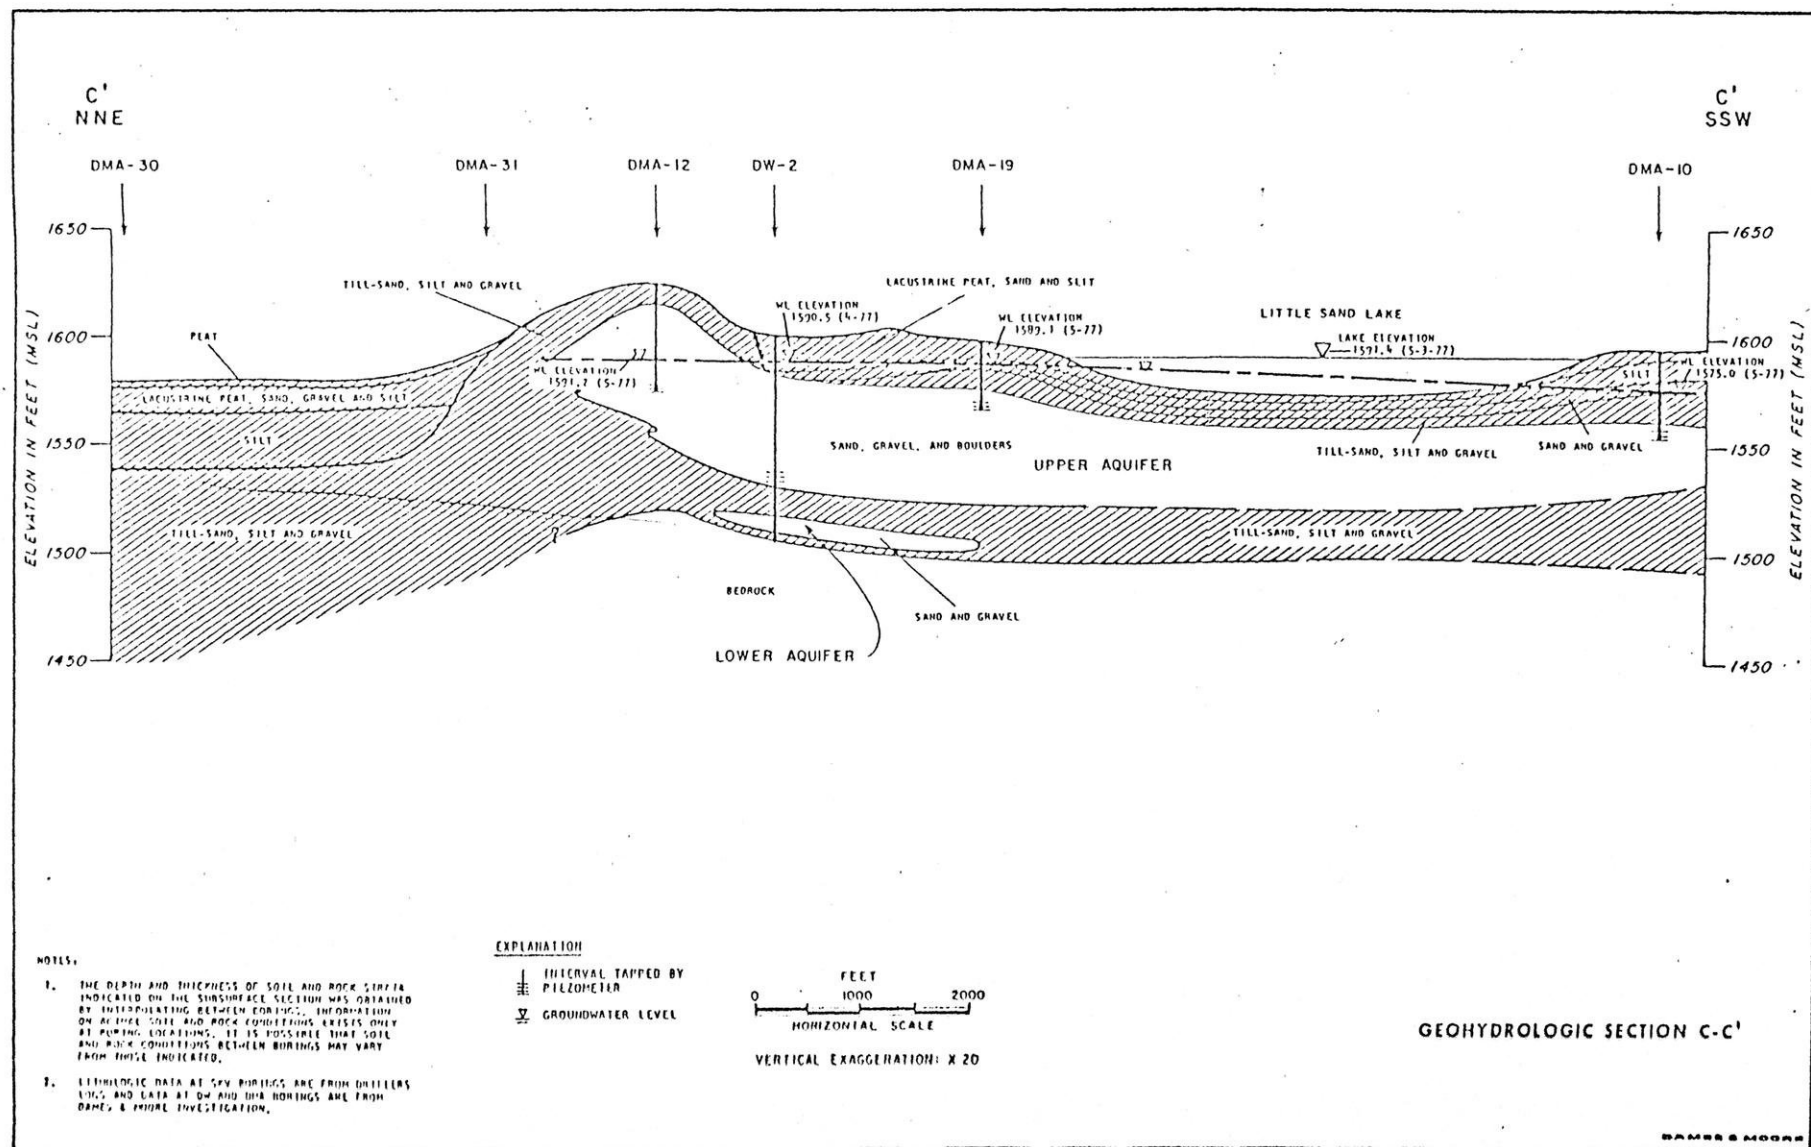 C'
NNE
C'
SSW
DMA-30
DMA-31
DMA-12
DW-2
DMA-19
DMA-10
1650
1600
1550
1500
1450
ELEVATION IN FEET (MSL)
1650
1600
1550
1500
1450
ELEVATION IN FEET (MSL)
TILL-SAND, SILT AND GRAVEL
LACUSTRINE PEAT, SAND AND SLIT
WL ELEVATION
1590.5 (4-77)
WL ELEVATION
1589.1 (5-77)
LITTLE SAND LAKE
LAKE ELEVATION
1591.4 (5-3-77)
PEAT
WL ELEVATION
1591.2 (5-77)
WL ELEVATION
1575.0 (5-77)
SILT
LACUSTRINE PEAT, SAND, GRAVEL AND SILT
SILT
SAND, GRAVEL, AND BOULDERS
UPPER AQUIFER
TILL-SAND, SILT AND GRAVEL
SAND AND GRAVEL
TILL-SAND, SILT AND GRAVEL
TILL-SAND, SILT AND GRAVEL
BEDROCK
SAND AND GRAVEL
LOWER AQUIFER
NOTES:
1. THE DEPTH AND THICKNESS OF SOIL AND ROCK STRATA
INDICATED ON THE SUBSURFACE SECTION WAS OBTAINED
BY INTERPOLATING BETWEEN BORINGS. INFORMATION
ON ACTUAL SOIL AND ROCK CONDITIONS EXISTS ONLY
AT BORING LOCATIONS. IT IS POSSIBLE THAT SOIL
AND ROCK CONDITIONS BETWEEN BORINGS MAY VARY
FROM THOSE INDICATED.
LITHOLOGIC DATA AT BORINGS ARE FROM DRILLERS
LOGS AND DATA AT DW AND DMA BORINGS ARE FROM
DAMES & MOORE INVESTIGATION.
EXPLANATION
INTERVAL TAPPED BY
PIEZOMETER
GROUNDWATER LEVEL
FEET
0 1000 2000
HORIZONTAL SCALE
VERTICAL EXAGGERATION: X 20
GEOHYDROLOGIC SECTION C-C'
DAMES & MOORE